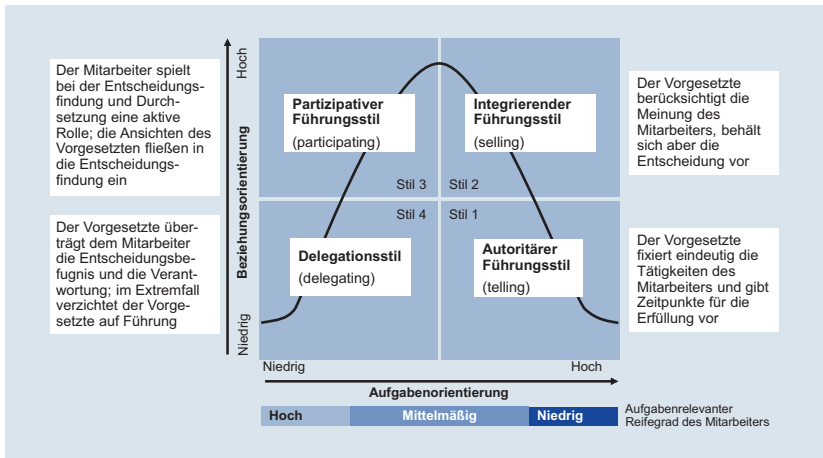 Der Mitarbeiter spielt
bei der Entscheidungs-
findung und Durch-
setzung eine aktive
Rolle; die Ansichten des
Vorgesetzten fließen in
die Entscheidungs-
findung ein
Der Vorgesetzte über-
trägt dem Mitarbeiter
die Entscheidungsbe-
fugnis und die Verant-
wortung; im Extremfall
verzichtet der Vorge-
setzte auf Führung
Hoch
Beziehungsorientierung
Niedrig
Partizipativer
Führungsstil
(participating)
Stil 3
Integrierender
Führungsstil
(selling)
Stil 2
Stil 4
Delegationsstil
(delegating)
Stil 1
Autoritärer
Führungsstil
(telling)
Der Vorgesetzte
berücksichtigt die
Meinung des
Mitarbeiters, behält
sich aber die
Entscheidung vor
Der Vorgesetzte
fixiert eindeutig die
Tätigkeiten des
Mitarbeiters und gibt
Zeitpunkte für die
Erfüllung vor
Niedrig
Hoch
Aufgabenorientierung
Hoch
Mittelmäßig
Niedrig
Aufgabenrelevanter
Reifegrad des Mitarbeiters